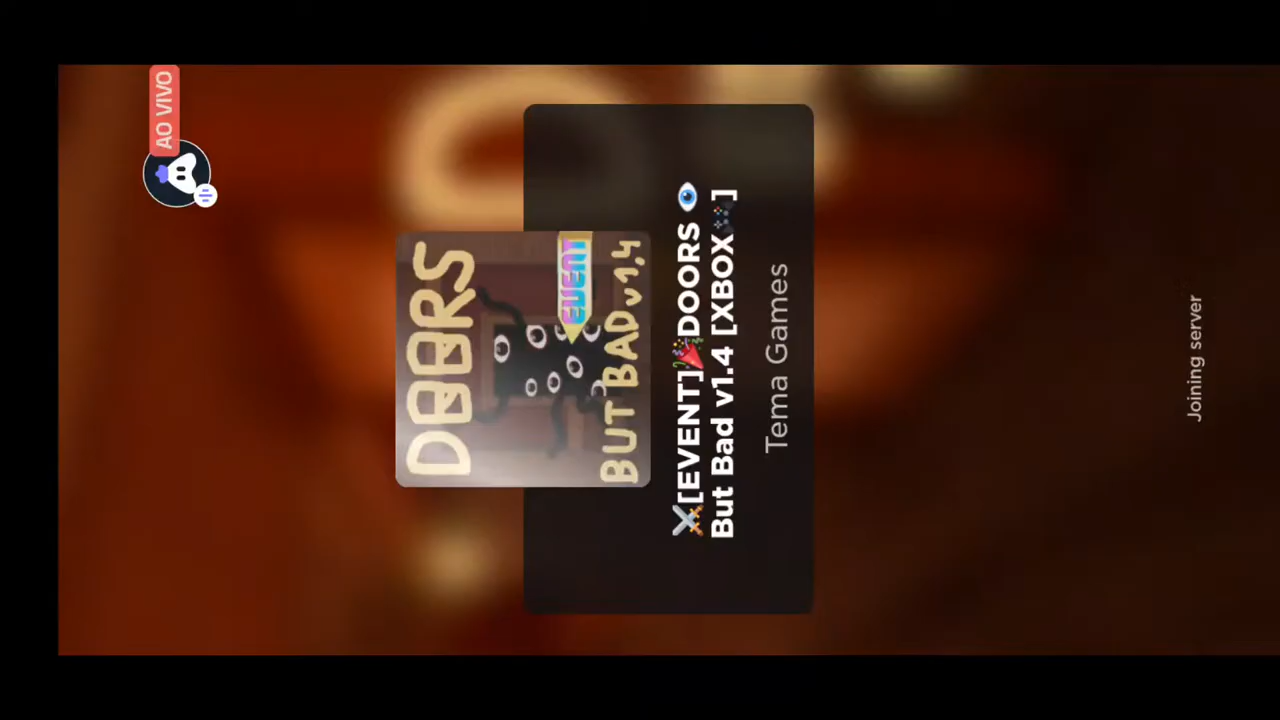 AO VIVO
DOORS
EVENT
BUT BAD v1,4
⚔️[EVENT]🎉DOORS 👁️
But Bad v1.4 [XBOX🎮]
Tema Games
Joining server